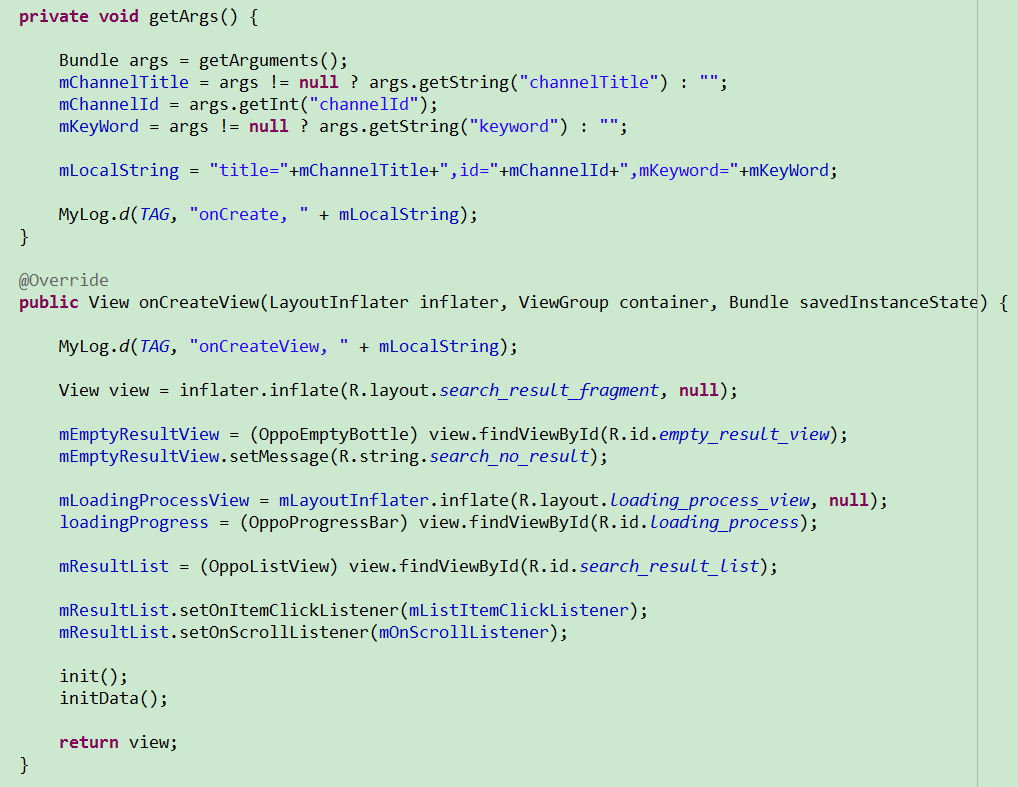 private void getArgs() {
Bundle args = getArguments();
mChannelTitle = args != null ? args.getString("channelTitle") : "";
mChannelId = args.getInt("channelId");
mKeyWord = args != null ? args.getString("keyword") : "";
mLocalString = "title="+mChannelTitle+",id="+mChannelId+",mKeyword="+mKeyWord;
MyLog.d(TAG, "onCreate, " + mLocalString);
}
@Override
public View onCreateView(LayoutInflater inflater, ViewGroup container, Bundle savedInstanceState) {
MyLog.d(TAG, "onCreateView, " + mLocalString);
View view = inflater.inflate(R.layout.search_result_fragment, null);
mEmptyResultView = (OppoEmptyBottle) view.findViewById(R.id.empty_result_view);
mEmptyResultView.setMessage(R.string.search_no_result);
mLoadingProcessView = mLayoutInflater.inflate(R.layout.loading_process_view, null);
loadingProgress = (OppoProgressBar) view.findViewById(R.id.loading_process);
mResultList = (OppoListView) view.findViewById(R.id.search_result_list);
mResultList.setOnItemClickListener(mListItemClickListener);
mResultList.setOnScrollListener(mOnScrollListener);
init();
initData();
return view;
}